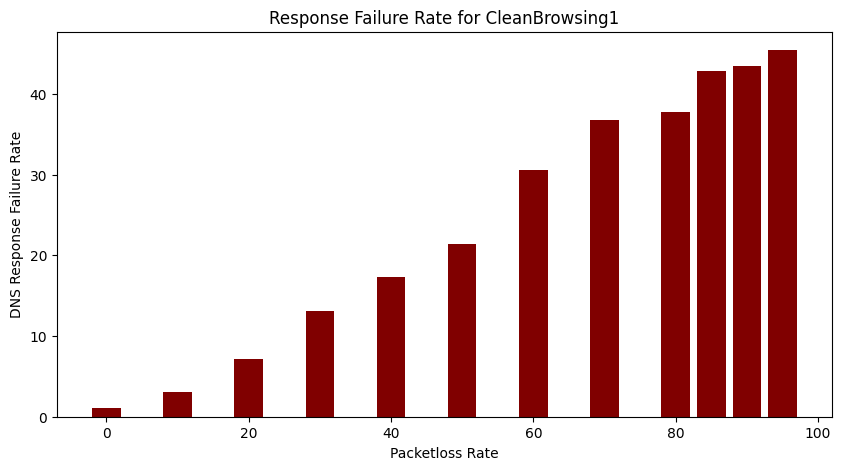 Response Failure Rate for CleanBrowsing1
DNS Response Failure Rate
40
30
20
10
0
0 20 40 60 80 100
Packetloss Rate